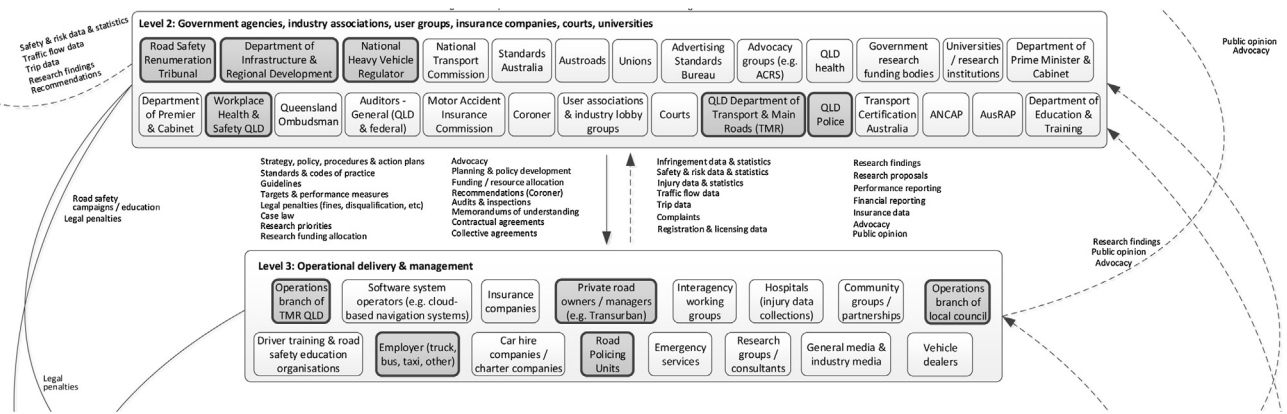 Level 2: Government agencies, industry associations, user groups, insurance companies, courts, universities
Road Safety
Renumeration
Tribunal
Department of
Infrastructure &
Regional Development
National
Heavy Vehicle
Regulator
National
Transport
Commission
Standards
Australia
Austroads
Unions
Advertising
Standards
Bureau
Advocacy
groups (e.g.
ACRS)
QLD
health
Government
research
funding bodies
Universities
/ research
institutions
Department of
Prime Minister &
Cabinet
Department
of Premier
& Cabinet
Workplace
Health &
Safety QLD
Queensland
Ombudsman
Auditors -
General (QLD
& federal)
Motor Accident
Insurance
Commission
Coroner
User associations
& industry lobby
groups
Courts
QLD Department of
Transport & Main
Roads (TMR)
QLD
Police
Transport
Certification
Australia
ANCAP
AusRAP
Department of
Education &
Training
Safety & risk data & statistics
Traffic flow data
Trip data
Research findings
Recommendations
Public opinion
Advocacy
Road safety
campaigns / education
Legal penalties
Strategy, policy, procedures & action plans
Standards & codes of practice
Guidelines
Targets & performance measures
Legal penalties (fines, disqualification, etc)
Case law
Research priorities
Research funding allocation
Advocacy
Planning & policy development
Funding / resource allocation
Recommendations (Coroner)
Audits & inspections
Memorandums of understanding
Contractual agreements
Collective agreements
Infringement data & statistics
Safety & risk data & statistics
Injury data & statistics
Traffic flow data
Trip data
Complaints
Registration & licensing data
Research findings
Research proposals
Performance reporting
Financial reporting
Insurance data
Advocacy
Public opinion
Research findings
Public opinion
Advocacy
Level 3: Operational delivery & management
Operations
branch of
TMR QLD
Software system
operators (e.g. cloud-
based navigation systems)
Insurance
companies
Private road
owners / managers
(e.g. Transurban)
Interagency
working
groups
Hospitals
(injury data
collections)
Community
groups /
partnerships
Operations
branch of
local council
Driver training & road
safety education
organisations
Employer (truck,
bus, taxi, other)
Car hire
companies /
charter companies
Road
Policing
Units
Emergency
services
Research
groups /
consultants
General media &
industry media
Vehicle
dealers
Legal
penalties